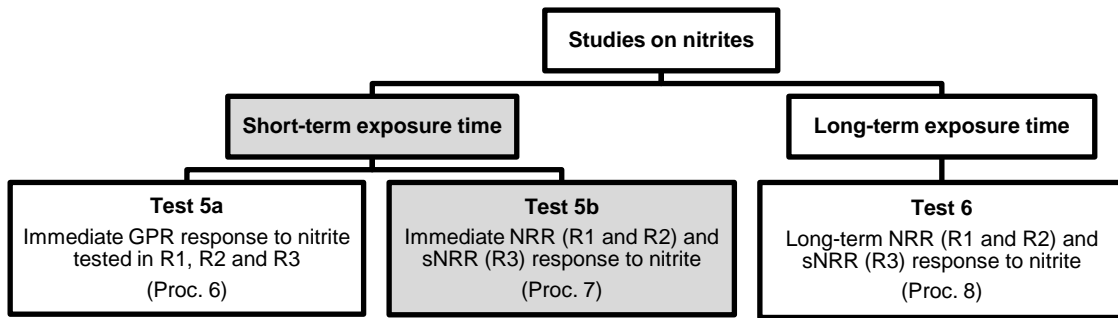 Studies on nitrites
Short-term exposure time
Long-term exposure time
Test 5a
Immediate GPR response to nitrite
tested in R1, R2 and R3
(Proc. 6)
Test 5b
Immediate NRR (R1 and R2) and
sNRR (R3) response to nitrite
(Proc. 7)
Test 6
Long-term NRR (R1 and R2) and
sNRR (R3) response to nitrite
(Proc. 8)